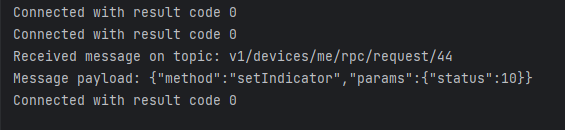 Connected with result code 0
Connected with result code 0
Received message on topic: v1/devices/me/rpc/request/44
Message payload: {"method":"setIndicator","params":{"status":10}}
Connected with result code 0